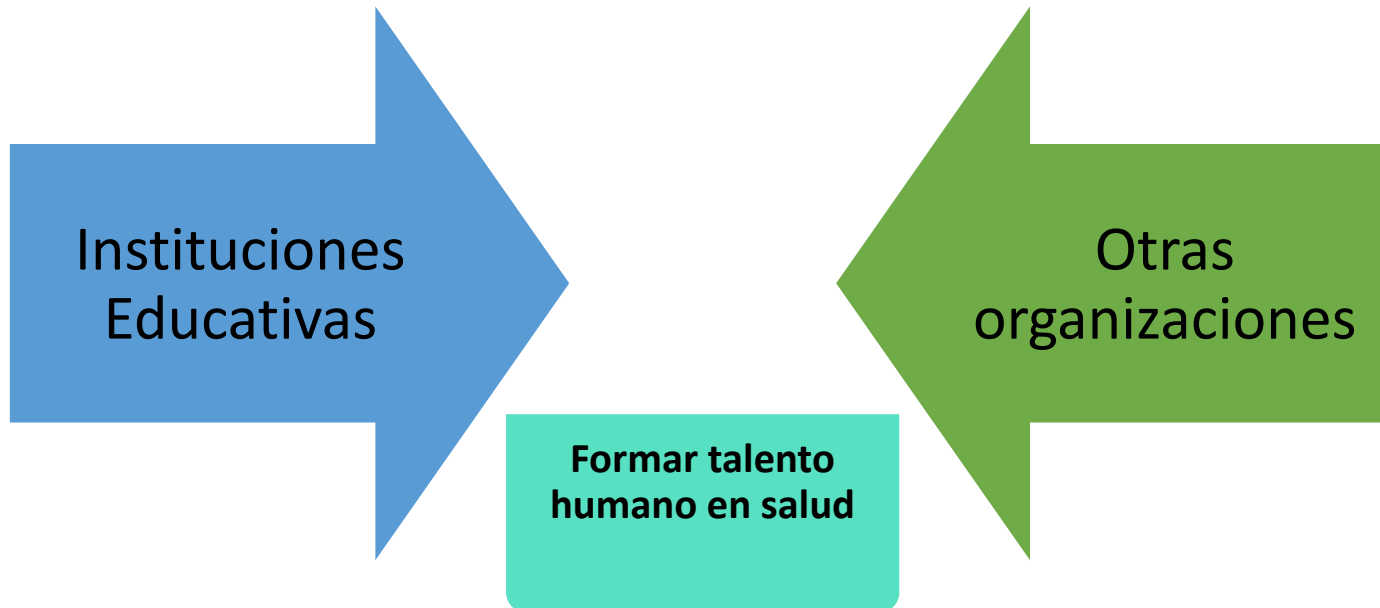 Instituciones
Educativas
Otras
organizaciones
Formar talento
humano en salud